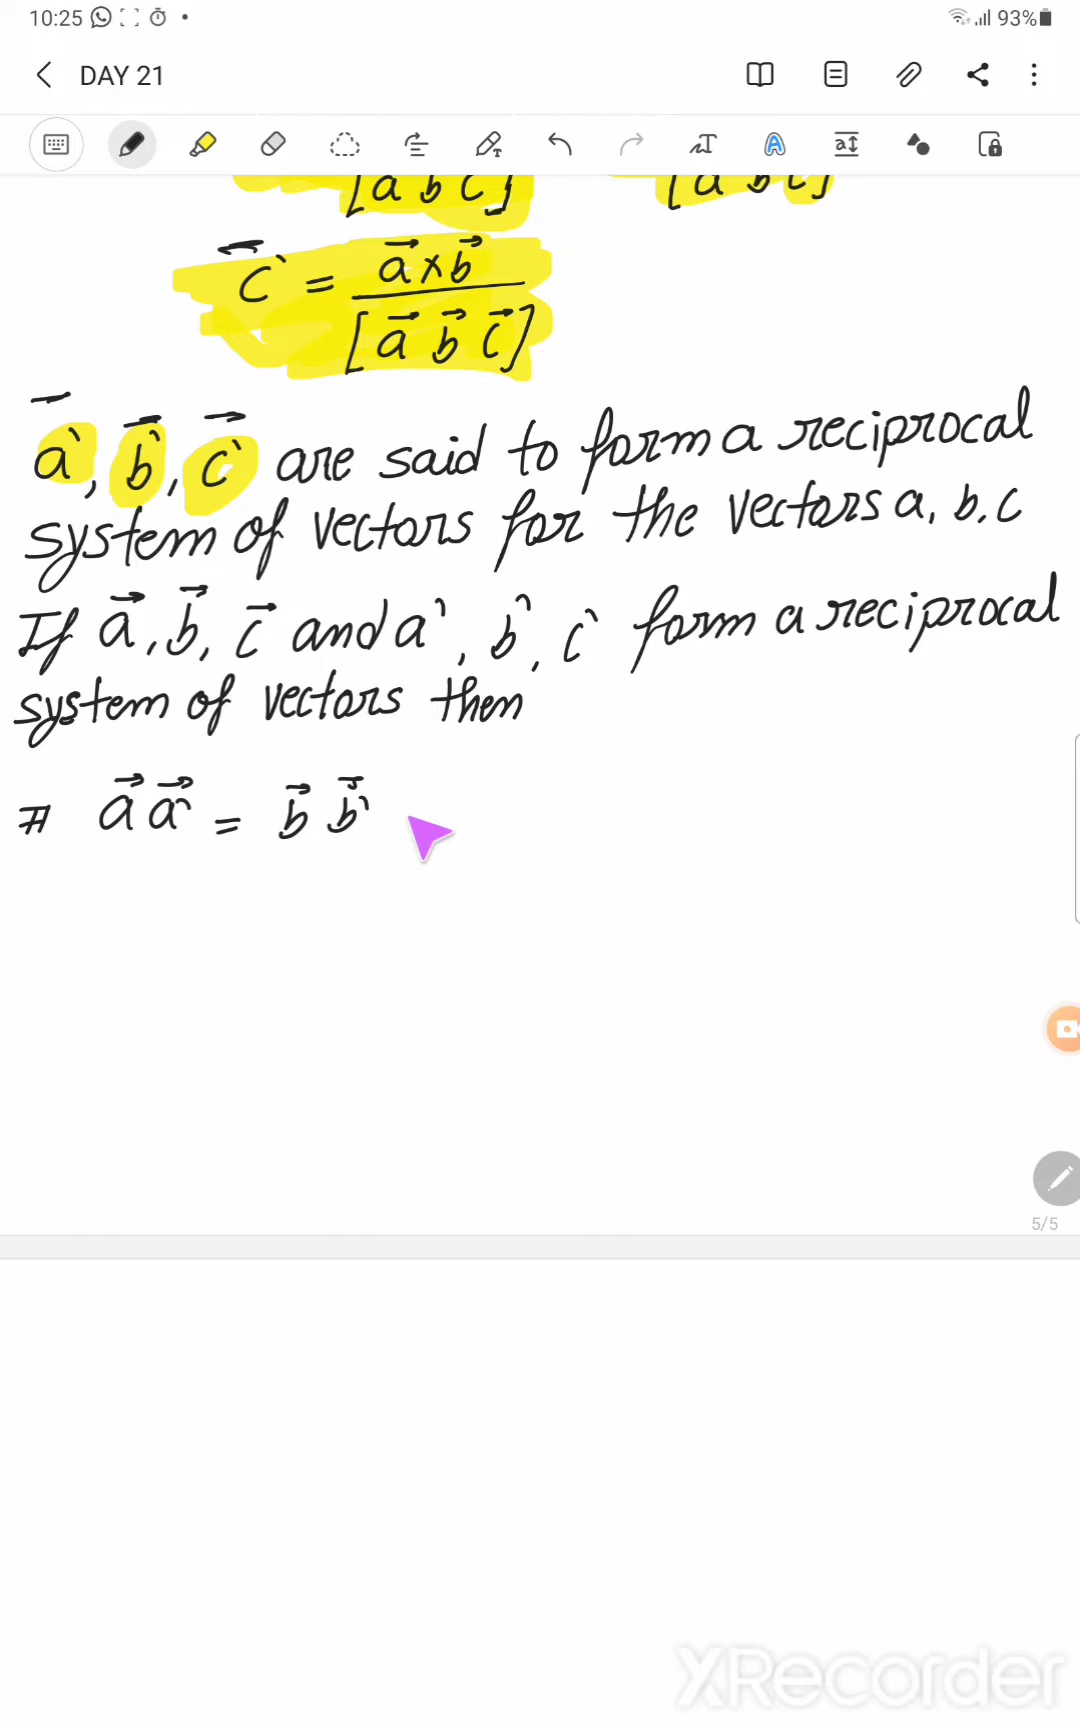 10:25 93%
DAY 21
[a b c] [a b c]
c⃗` = a⃗ × b⃗
[a⃗ b⃗ c⃗]
a⃗`, b⃗`, c⃗` are said to form a reciprocal
system of vectors for the vectors a, b, c
If a⃗, b⃗, c⃗ and a`, b`, c` form a reciprocal
system of vectors then
# a⃗ a⃗` = b⃗ b⃗`
5/5
XRecorder